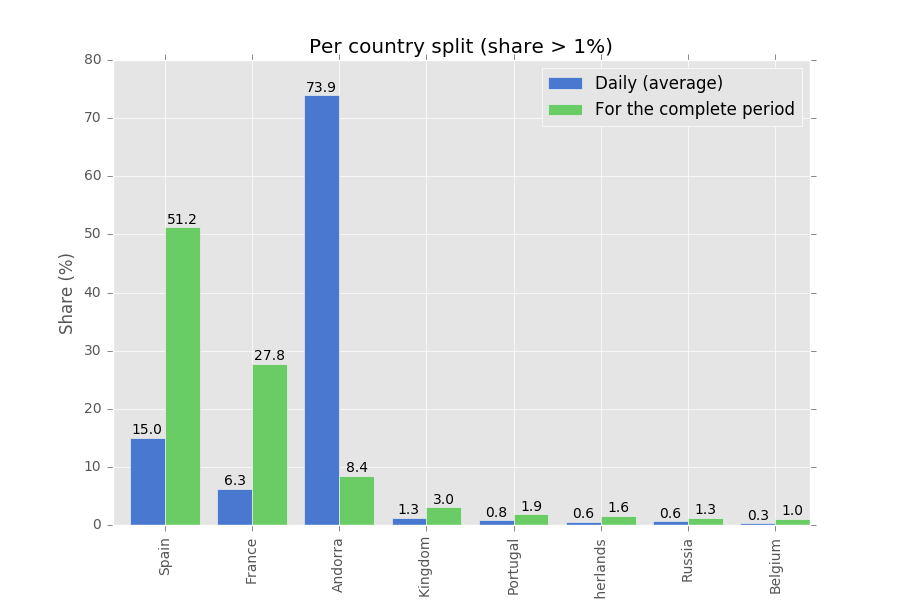 Per country split (share > 1%)
Daily (average)
For the complete period
Share (%)
80
70
60
50
40
30
20
10
0
15.0
51.2
6.3
27.8
73.9
8.4
1.3
3.0
0.8
1.9
0.6
1.6
0.6
1.3
0.3
1.0
Spain
France
Andorra
Kingdom
Portugal
herlands
Russia
Belgium